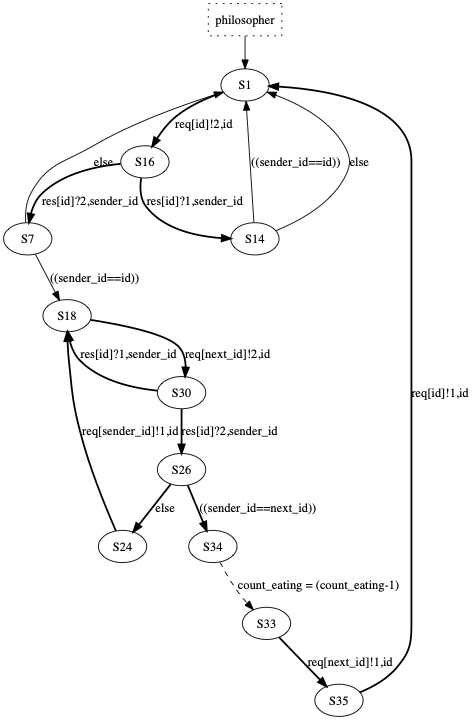 philosopher
S1
req[id]!2,id
else
S16
((sender_id==id))
else
res[id]?2,sender_id
res[id]?1,sender_id
S7
S14
((sender_id==id))
S18
res[id]?1,sender_id
req[next_id]!2,id
S30
req[id]!1,id
req[sender_id]!1,id
res[id]?2,sender_id
S26
else
((sender_id==next_id))
S24
S34
count_eating = (count_eating-1)
S33
req[next_id]!1,id
S35